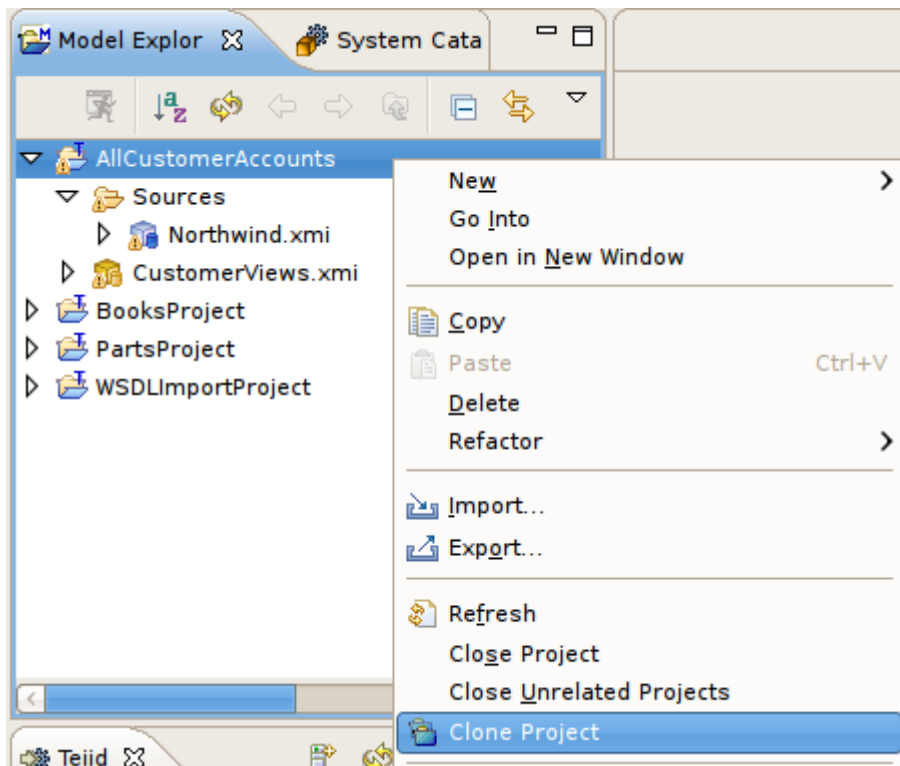 Model Explor
System Cata
AllCustomerAccounts
Sources
Northwind.xmi
CustomerViews.xmi
BooksProject
PartsProject
WSDLImportProject
New
Go Into
Open in New Window
Copy
Paste Ctrl+V
Delete
Refactor
Import...
Export...
Refresh
Close Project
Close Unrelated Projects
Clone Project
Teiid